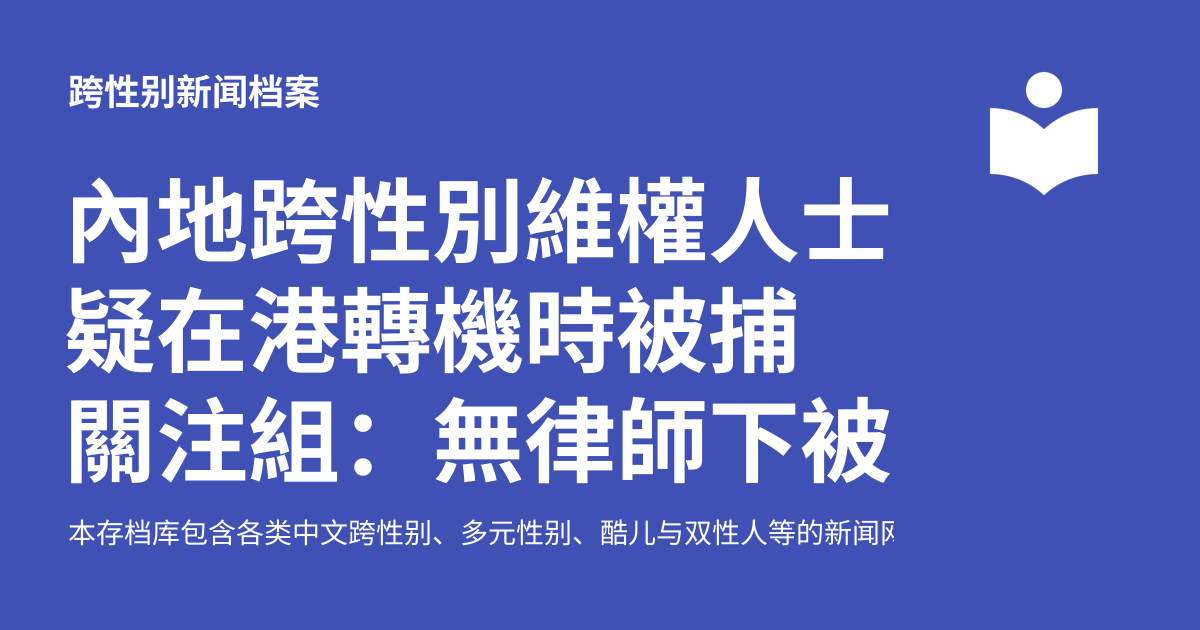 跨性别新闻档案
內地跨性別維權人士
疑在港轉機時被捕
關注組：無律師下被
本存档库包含各类中文跨性别、多元性别、酷儿与双性人等的新闻